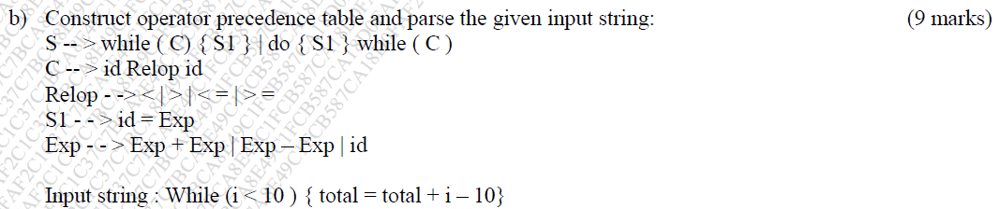 b) Construct operator precedence table and parse the given input string: (9 marks)
S -- > while ( C) { S1 } | do { S1 } while ( C )
C -- > id Relop id
Relop - -> < | > | < = | > =
S1 - - > id = Exp
Exp - - > Exp + Exp | Exp – Exp | id
Input string : While (i < 10 ) { total = total + i – 10}